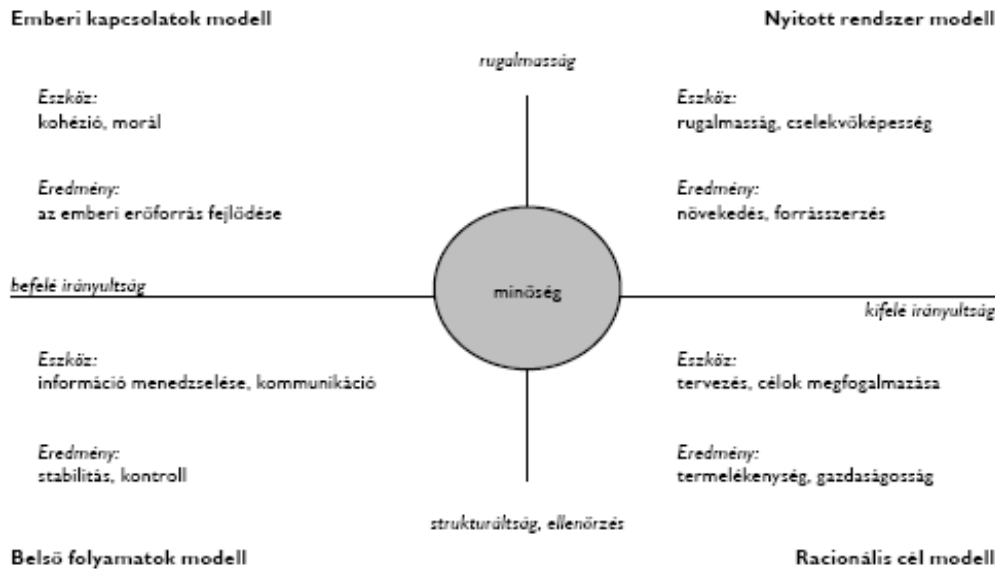 Emberi kapcsolatok modell
Nyitott rendszer modell
rugalmasság
Eszköz:
kohézió, morál
Eszköz:
rugalmasság, cselekvőképesség
Eredmény:
az emberi erőforrás fejlődése
Eredmény:
növekedés, forrásszerzés
befelé irányultság
minőség
kifelé irányultság
Eszköz:
információ menedzselése, kommunikáció
Eszköz:
tervezés, célok megfogalmazása
Eredmény:
stabilitás, kontroll
Eredmény:
termelékenység, gazdaságosság
strukturáltság, ellenőrzés
Belső folyamatok modell
Racionális cél modell